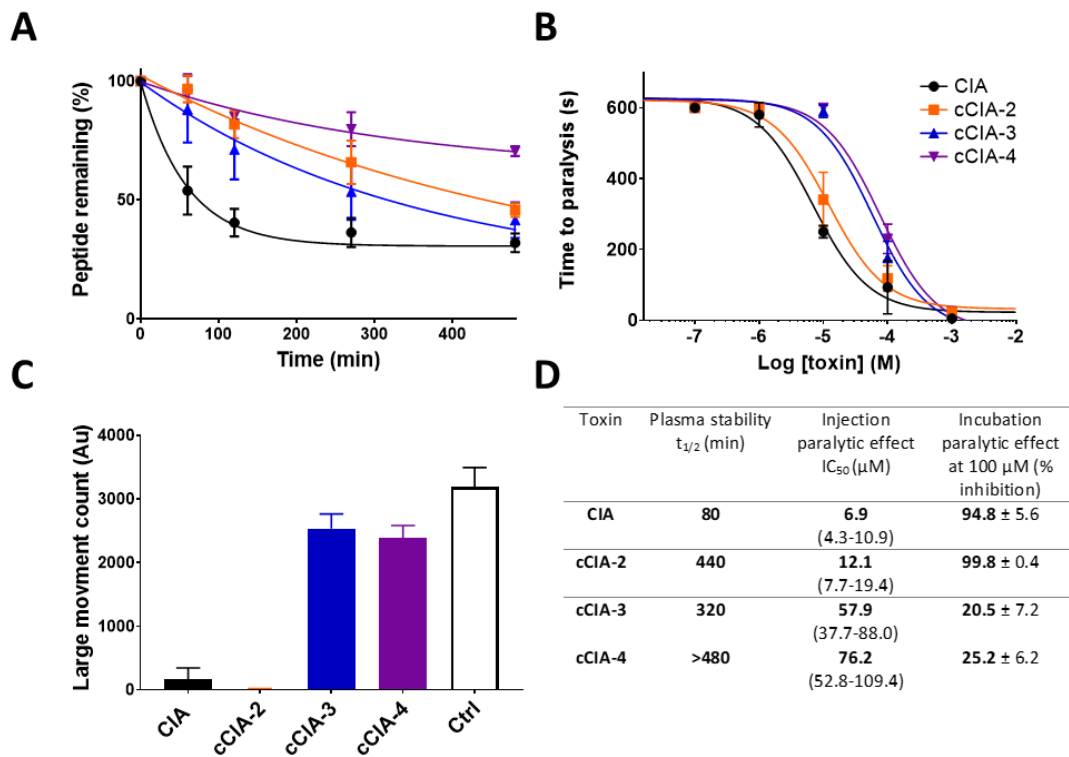 A
Peptide remaining (%)
100
50
0
0
100
200
300
400
Time (min)
B
Time to paralysis (s)
600
400
200
0
-7
-6
-5
-4
-3
-2
Log [toxin] (M)
CIA
cCIA-2
cCIA-3
cCIA-4
C
Large movment count (Au)
4000
3000
2000
1000
0
CIA
cCIA-2
cCIA-3
cCIA-4
Ctrl
D
Toxin Plasma stability t1/2 (min) Injection paralytic effect IC50 (µM) Incubation paralytic effect at 100 µM (% inhibition)
CIA 80 6.9 (4.3-10.9) 94.8 ± 5.6
cCIA-2 440 12.1 (7.7-19.4) 99.8 ± 0.4
cCIA-3 320 57.9 (37.7-88.0) 20.5 ± 7.2
cCIA-4 >480 76.2 (52.8-109.4) 25.2 ± 6.2